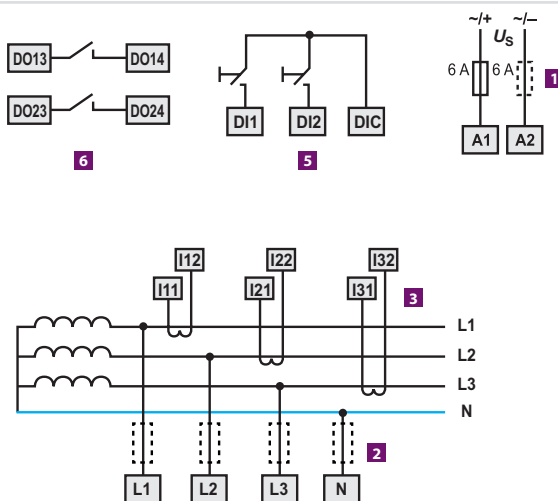 ~/+ ~/–
US
6 A 6 A 1
DO13 DO14
DO23 DO24
DI1 DI2 DIC
A1 A2
6 5
I12 I22 I32
I11 I21 I31 3
L1
L2
L3
N
2
L1 L2 L3 N